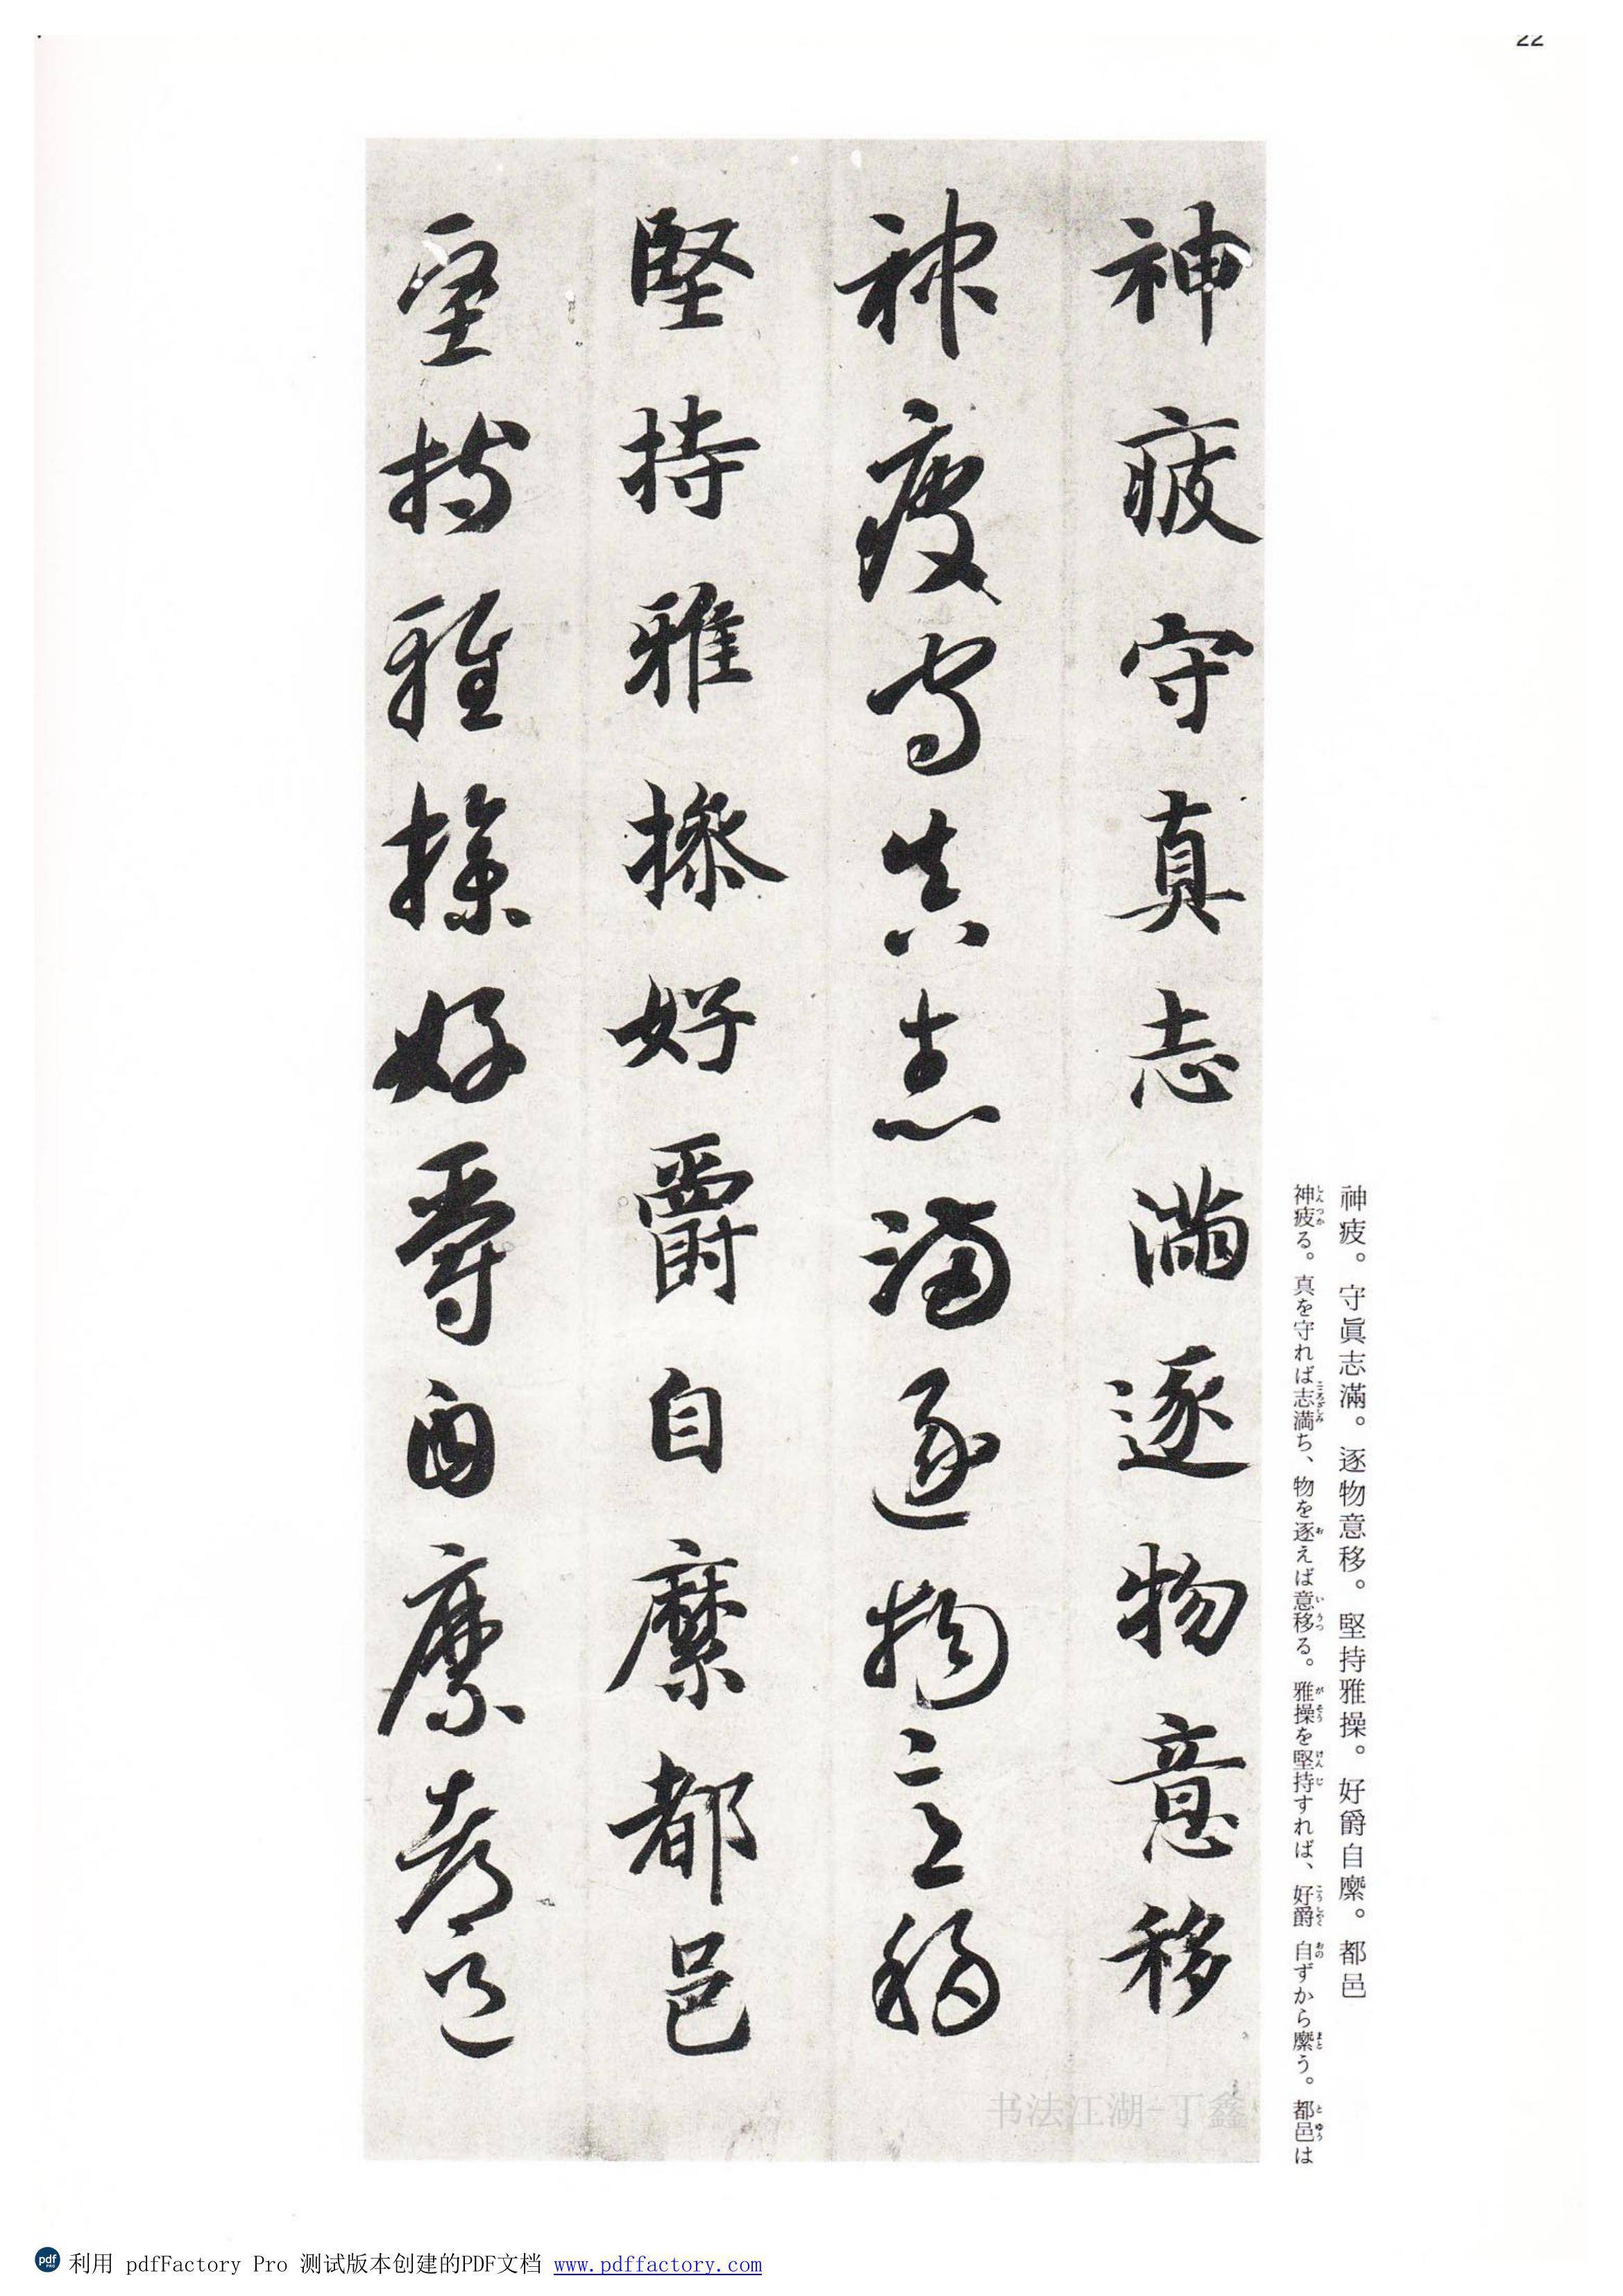 22
神疲。守眞志滿。逐物意移。堅持雅操。好爵自縻。都邑
神疲る。真を守れば志満ち、物を逐えば意移る。雅操を堅持すれば、好爵自ずから縻う。都邑は
神疲守真志滿逐物意移
神疲守真志滿逐物意移
堅持雅操好爵自縻都邑
堅持雅操好爵自縻都邑
书法江湖-丁鑫
利用 pdfFactory Pro 测试版本创建的PDF文档 www.pdffactory.com